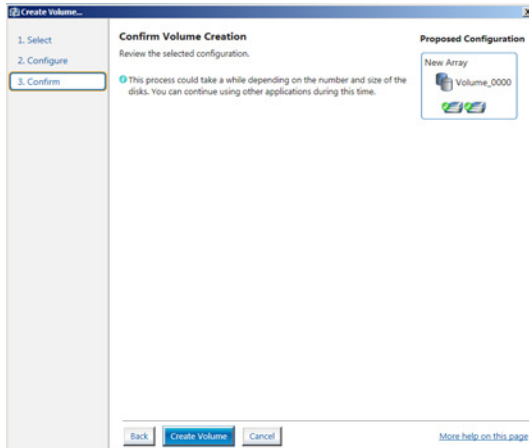 Create Volume...
1. Select
2. Configure
3. Confirm
Confirm Volume Creation
Review the selected configuration.
This process could take a while depending on the number and size of the
disks. You can continue using other applications during this time.
Proposed Configuration
New Array
Volume_0000
Back
Create Volume
Cancel
More help on this page